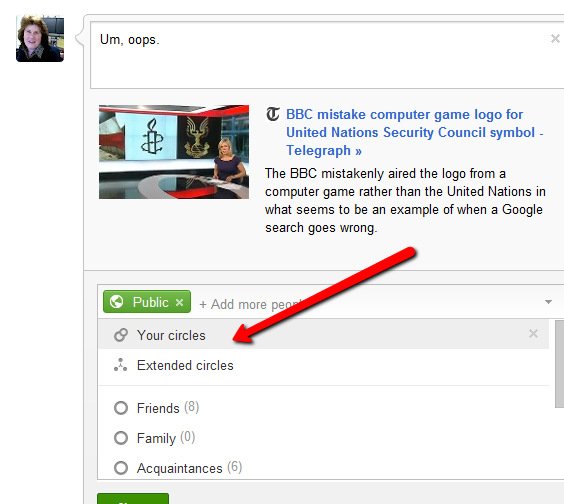 Um, oops.
BBC mistake computer game logo for
United Nations Security Council symbol -
Telegraph »
The BBC mistakenly aired the logo from a
computer game rather than the United Nations in
what seems to be an example of when a Google
search goes wrong.
Public
+ Add more
Your circles
Extended circles
Friends (8)
Family (0)
Acquaintances (6)